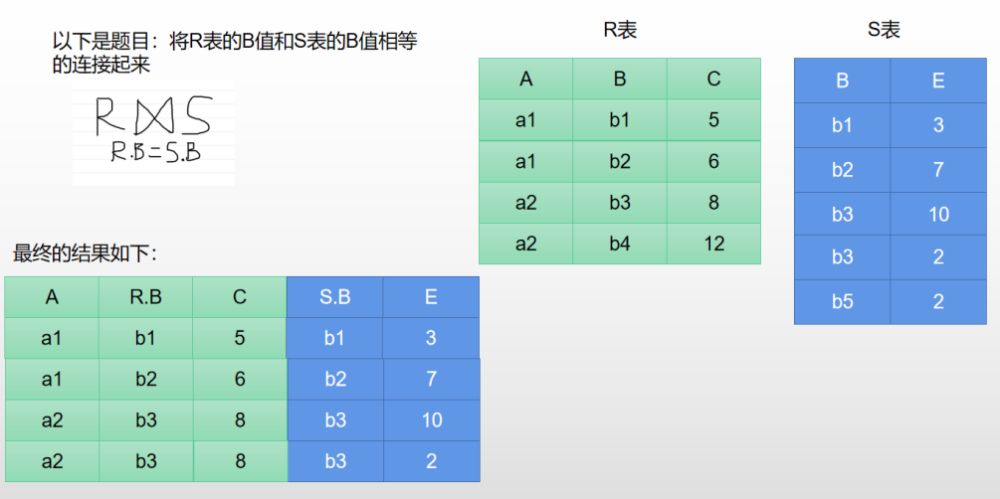 以下是题目：将R表的B值和S表的B值相等
的连接起来
R⋈S
R.B=S.B
R表
A B C
a1 b1 5
a1 b2 6
a2 b3 8
a2 b4 12
S表
B E
b1 3
b2 7
b3 10
b3 2
b5 2
最终的结果如下：
A R.B C S.B E
a1 b1 5 b1 3
a1 b2 6 b2 7
a2 b3 8 b3 10
a2 b3 8 b3 2